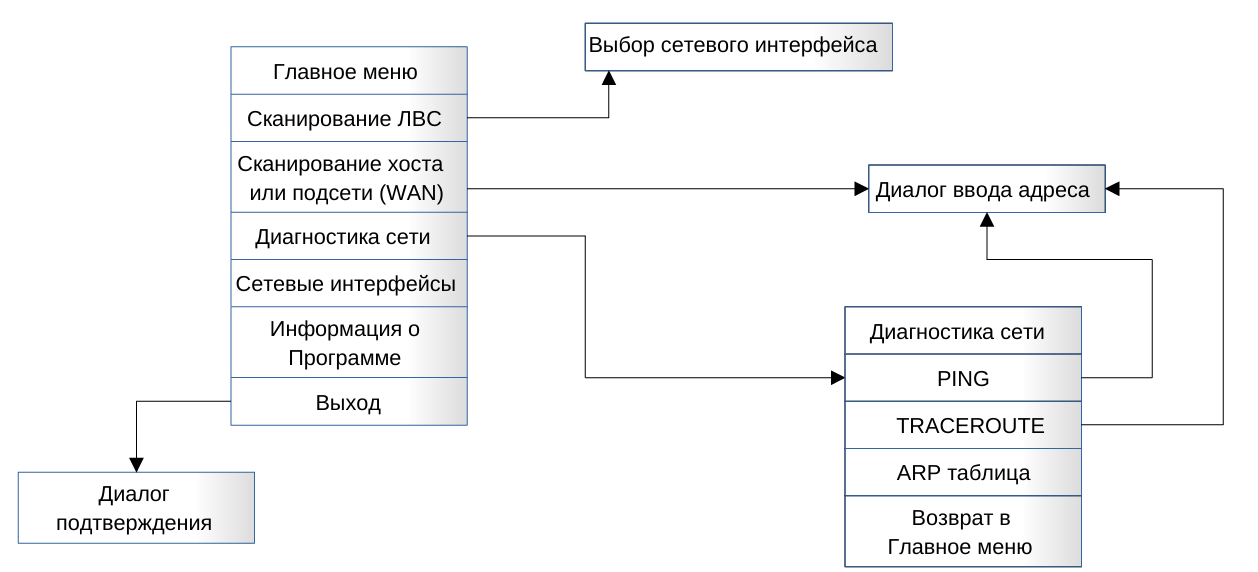 Выбор сетевого интерфейса
Главное меню
Сканирование ЛВС
Сканирование хоста
или подсети (WAN)
Диагностика сети
Сетевые интерфейсы
Информация о
Программе
Выход
Диалог
подтверждения
Диалог ввода адреса
Диагностика сети
PING
TRACEROUTE
ARP таблица
Возврат в
Главное меню